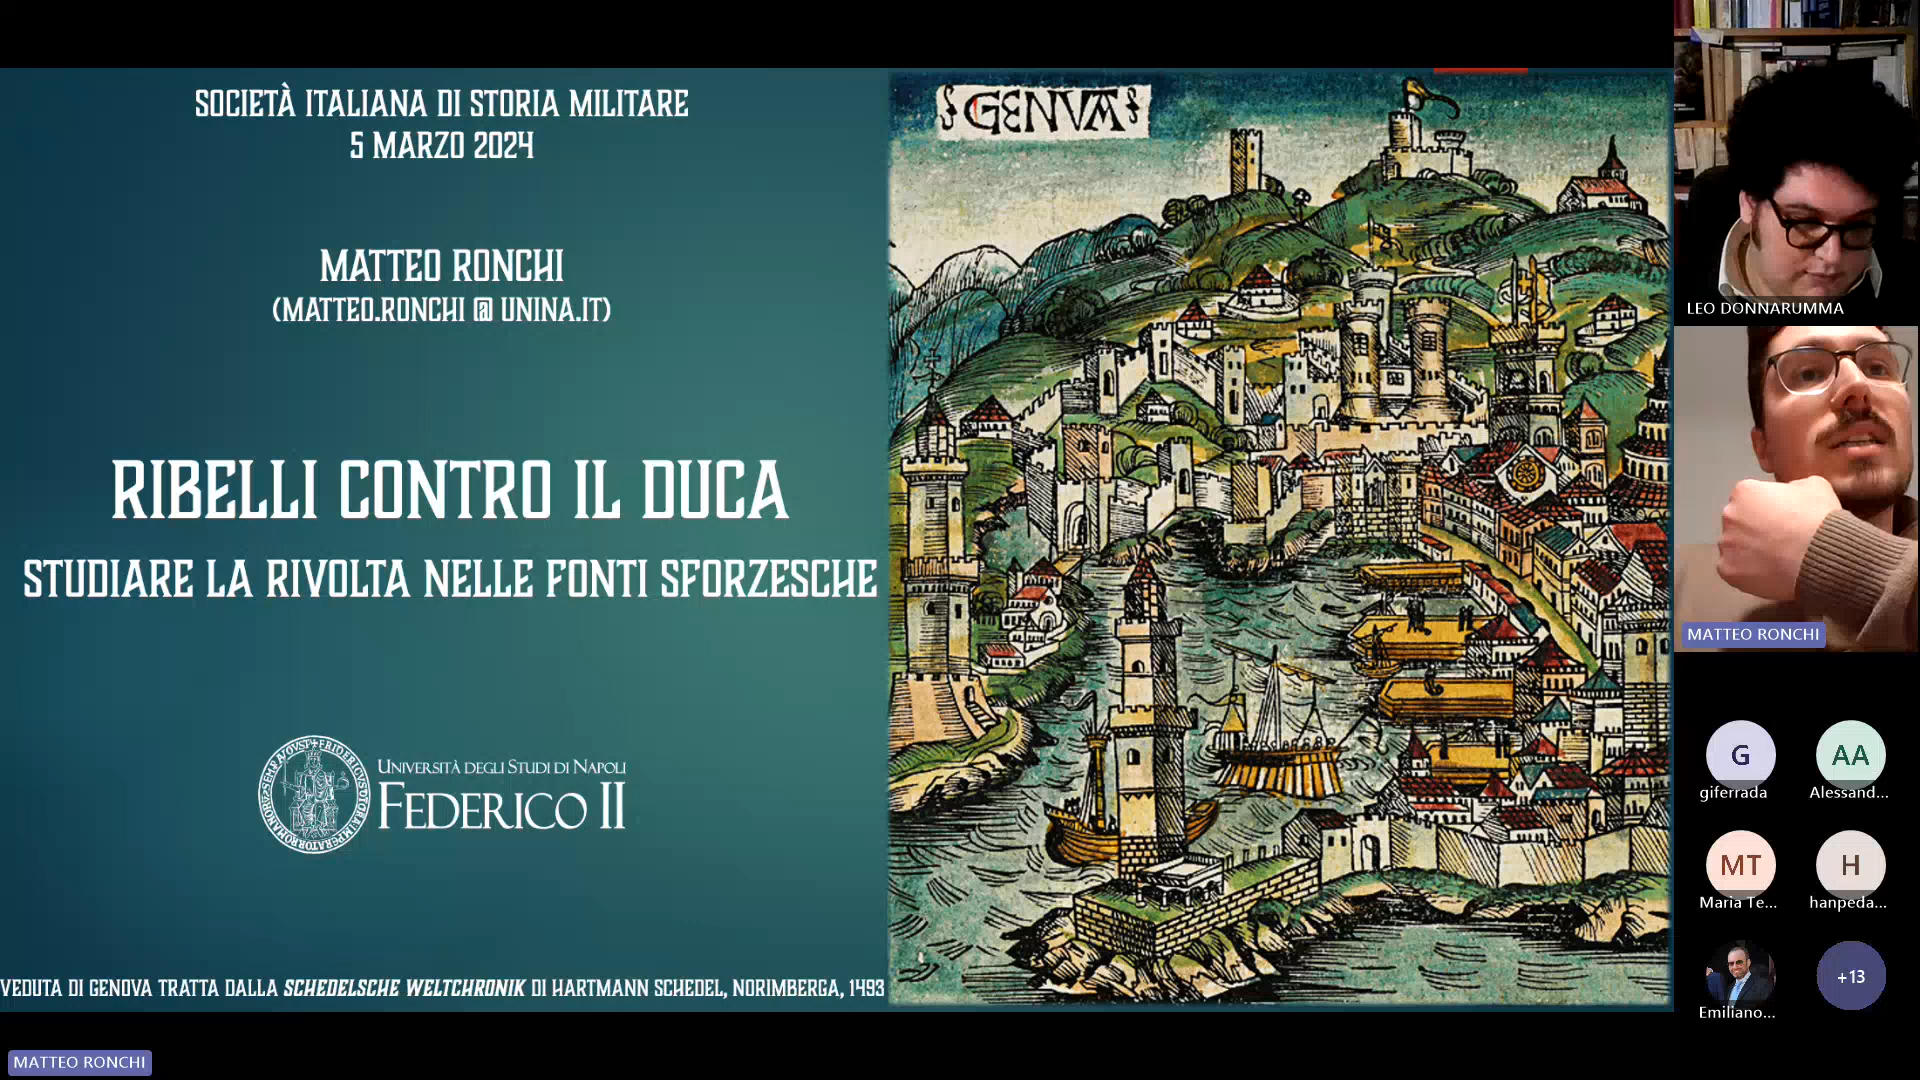 SOCIETÀ ITALIANA DI STORIA MILITARE
5 MARZO 2024
MATTEO RONCHI
(MATTEO.RONCHI @ UNINA.IT)
RIBELLI CONTRO IL DUCA
STUDIARE LA RIVOLTA NELLE FONTI SFORZESCHE
UNIVERSITÀ DEGLI STUDI DI NAPOLI
FEDERICO II
VEDUTA DI GENOVA TRATTA DALLA SCHEDELSCHE WELTCHRONIK DI HARTMANN SCHEDEL, NORIMBERGA, 1493
GENVA
LEO DONNARUMMA
MATTEO RONCHI
G
giferrada
AA
Alessand...
MT
Maria Te...
H
hanpeda...
Emiliano...
+13
MATTEO RONCHI